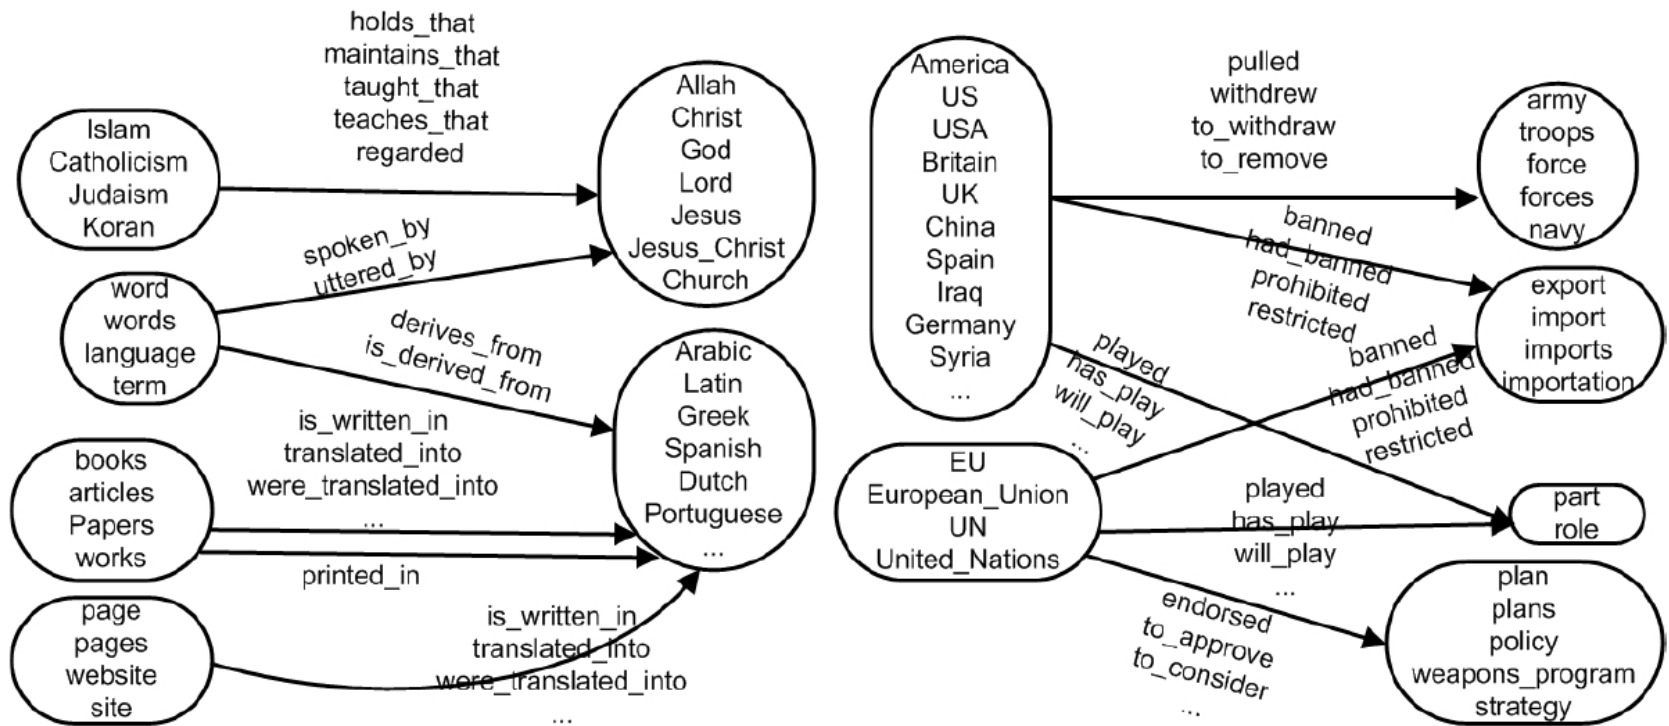 holds_that
maintains_that
taught_that
teaches_that
regarded
Islam
Catholicism
Judaism
Koran
Allah
Christ
God
Lord
Jesus
Jesus_Christ
Church
spoken_by
uttered_by
word
words
language
term
derives_from
is_derived_from
Arabic
Latin
Greek
Spanish
Dutch
Portuguese
...
is_written_in
translated_into
were_translated_into
...
books
articles
Papers
works
printed_in
page
pages
website
site
is_written_in
translated_into
were_translated_into
...
America
US
USA
Britain
UK
China
Spain
Iraq
Germany
Syria
...
pulled
withdrew
to_withdraw
to_remove
army
troops
force
forces
navy
banned
had_banned
prohibited
restricted
export
import
imports
importation
played
has_play
will_play
...
banned
had_banned
prohibited
restricted
EU
European_Union
UN
United_Nations
played
has_play
will_play
...
part
role
endorsed
to_approve
to_consider
...
plan
plans
policy
weapons_program
strategy